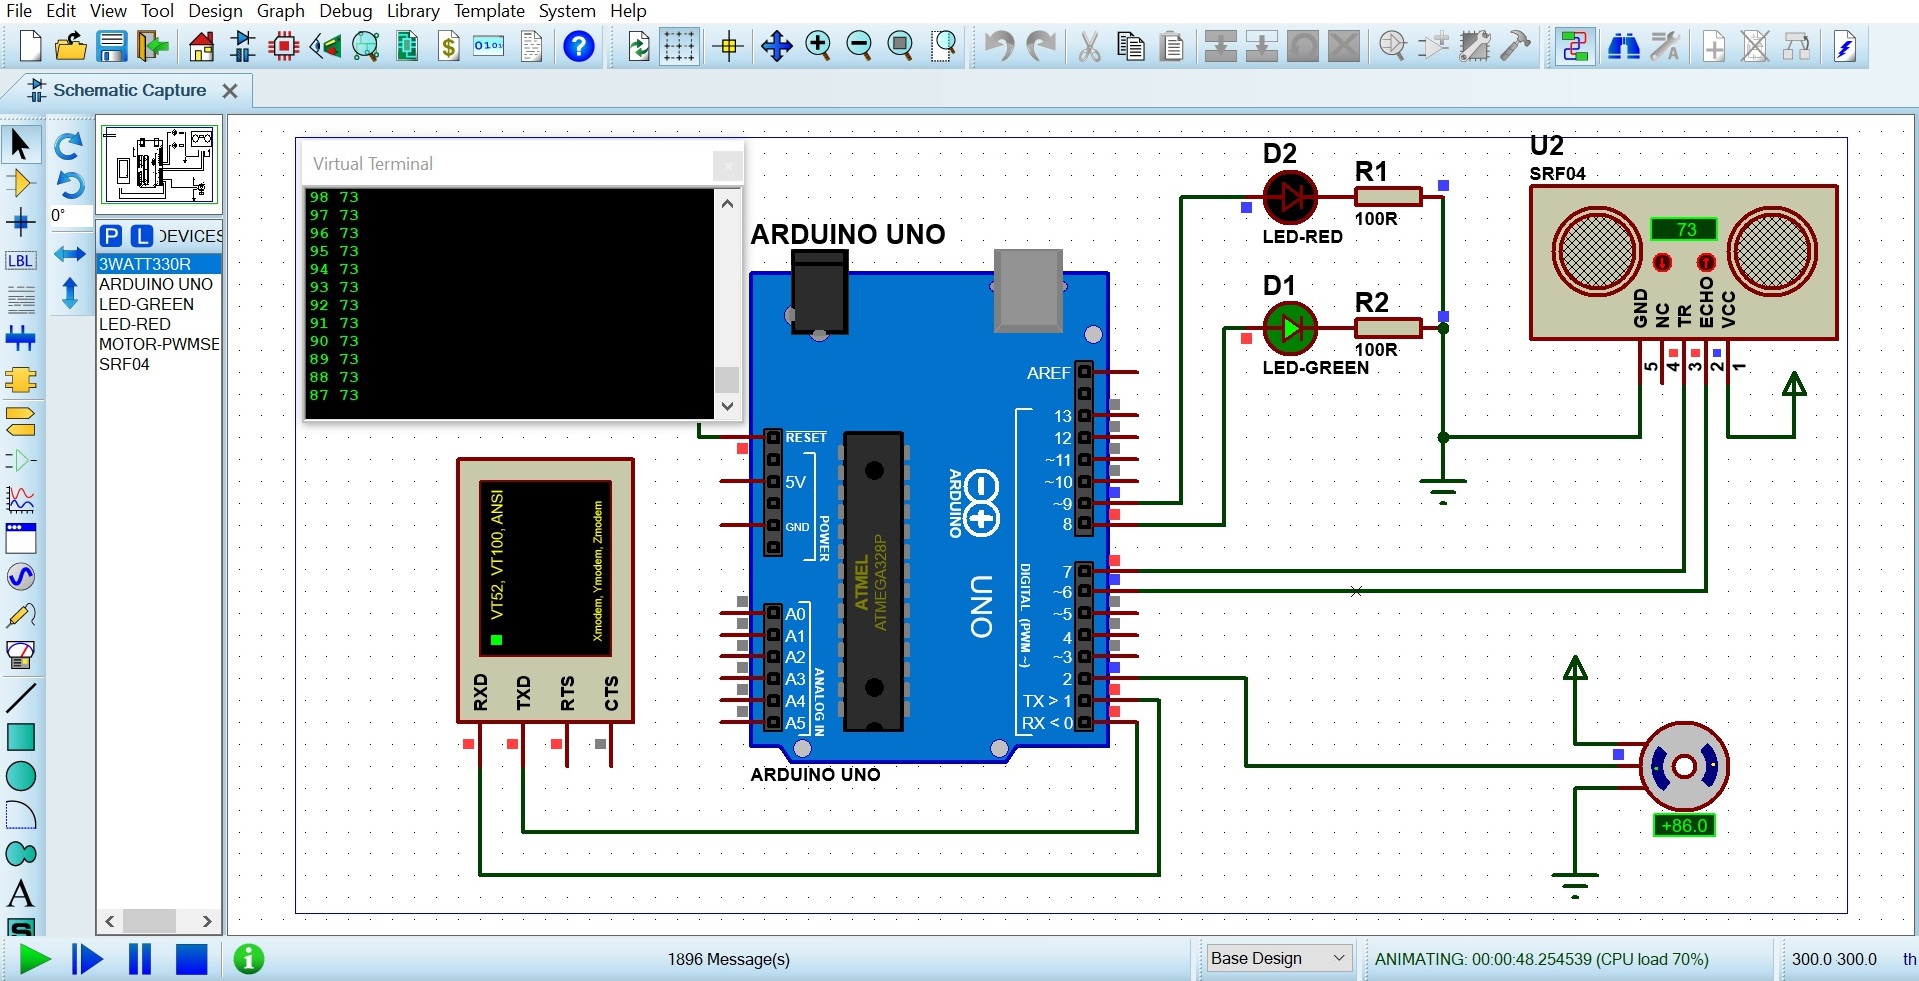 File Edit View Tool Design Graph Debug Library Template System Help
Schematic Capture
0°
P L DEVICES
3WATT330R
ARDUINO UNO
LED-GREEN
LED-RED
MOTOR-PWMSE
SRF04
LBL
A
S
Virtual Terminal
98 73
97 73
96 73
95 73
94 73
93 73
92 73
91 73
90 73
89 73
88 73
87 73
VT52, VT100, ANSI
Xmodem, Ymodem, Zmodem
RXD
TXD
RTS
CTS
ARDUINO UNO
RESET
5V
GND
POWER
A0
A1
A2
A3
A4
A5
ANALOG IN
ATMEL
ATMEGA328P
ARDUINO
UNO
AREF
13
12
~11
~10
~9
8
7
~6
~5
4
~3
2
TX > 1
RX < 0
DIGITAL (PWM ~)
ARDUINO UNO
D2
LED-RED
R1
100R
D1
LED-GREEN
R2
100R
U2
SRF04
73
GND
NC
TR
ECHO
VCC
5
4
3
2
1
+86.0
1896 Message(s)
Base Design
ANIMATING: 00:00:48.254539 (CPU load 70%)
300.0 300.0 th